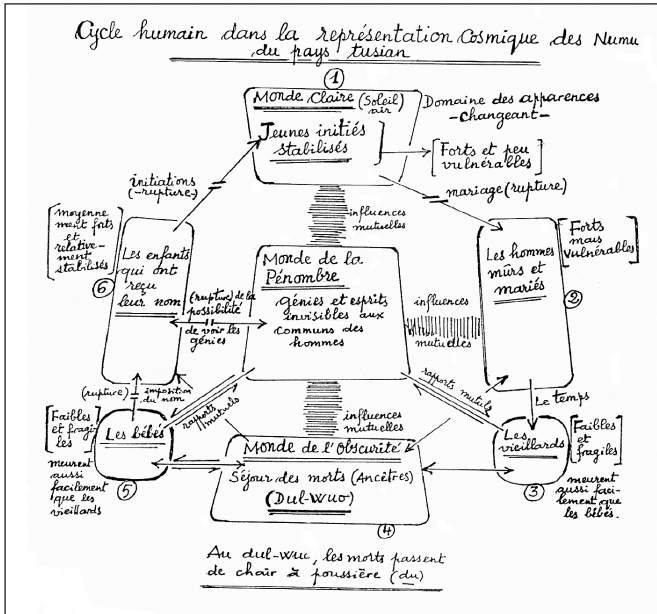 Cycle humain dans la représentation Cosmique des Numu
du pays tusian
①
Monde Claire (Soleil
air)
Jeunes initiés
stabilisés
Domaine des apparences
-changeant-
[Forts et peu
vulnérables]
initiations
(-rupture-)
mariage (rupture)
influences
mutuelles
[moyenne
ment forts
et
relative-
ment
stabilisés]
⑥
Les enfants
qui ont
reçu
leur nom
(rupture) de la
possibilité
de voir les
génies
Monde de la
Pénombre
génies et esprits
invisibles aux
communs des
hommes
influences
mutuelles
Les hommes
mûrs et
mariés
[Forts
mais
vulnérables]
②
(rupture)
imposition
du nom
rapports
mutuels
rapports mutuels
Le temps
influences
mutuelles
[Faibles
et fragi-
les]
Les bébés
meurent
aussi
facilement
que les
vieillards
⑤
Monde de l'Obscurité
Séjour des morts (Ancêtres)
(Dul-Wuo)
④
Les
vieillards
③
[Faibles
et
fragiles]
meurent
aussi faci-
lement que
les bébés.
Au dul-wuc, les morts passent
de chair à poussière (du)